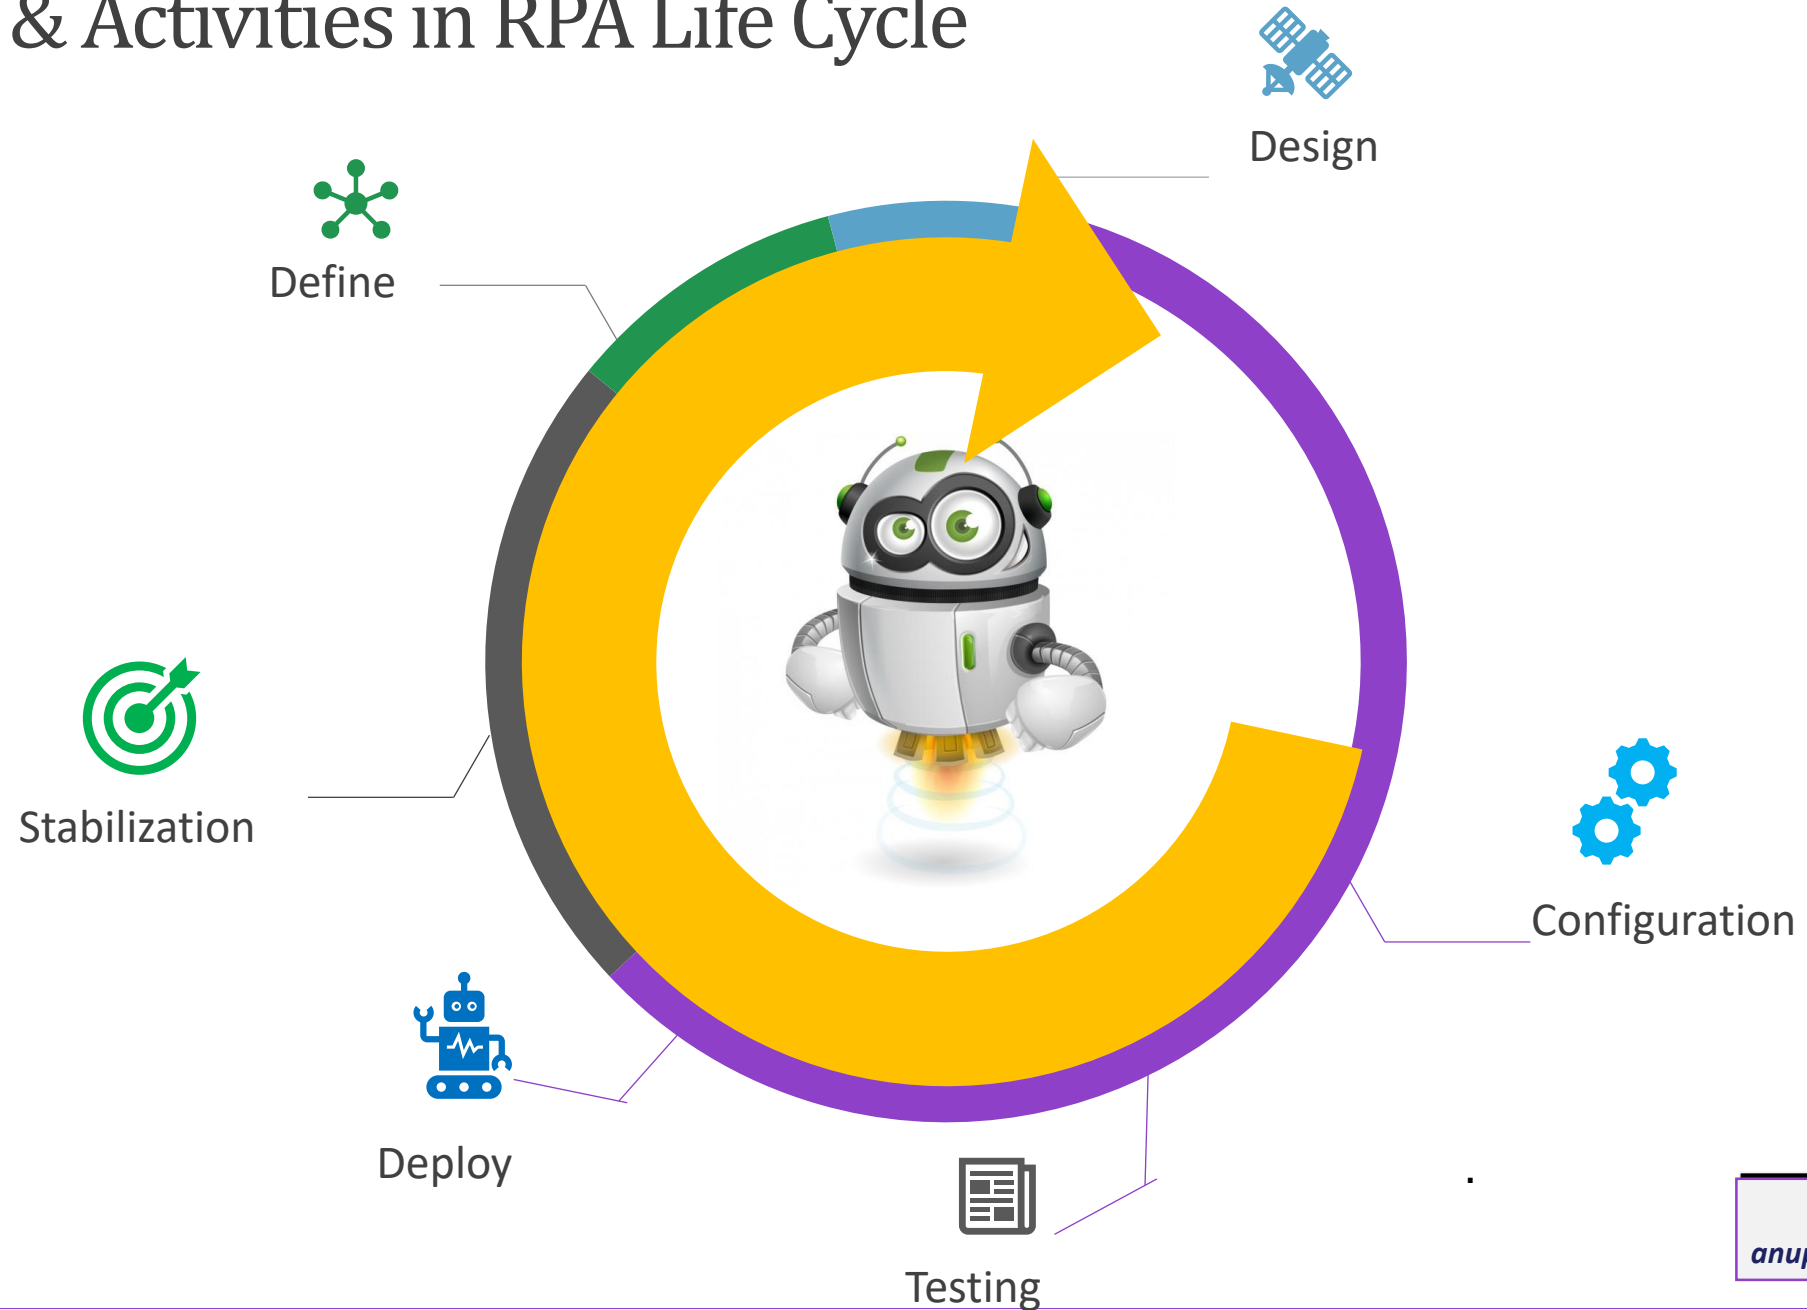 & Activities in RPA Life Cycle
Design
Define
Stabilization
Configuration
Deploy
.
Testing